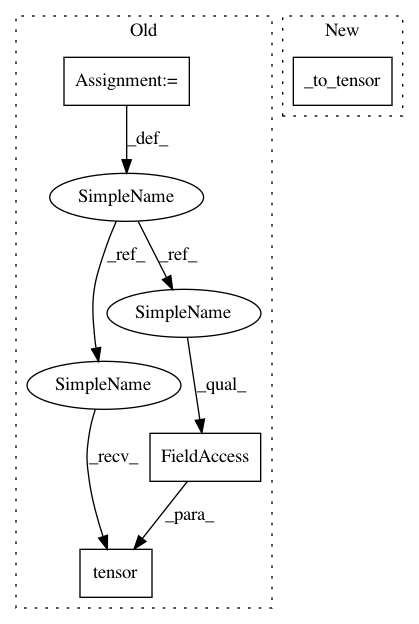 Old
New
Assignment:=
_to_tensor
_def_
SimpleName
_ref_
_ref_
SimpleName
SimpleName
_qual_
_recv_
FieldAccess
_para_
tensor